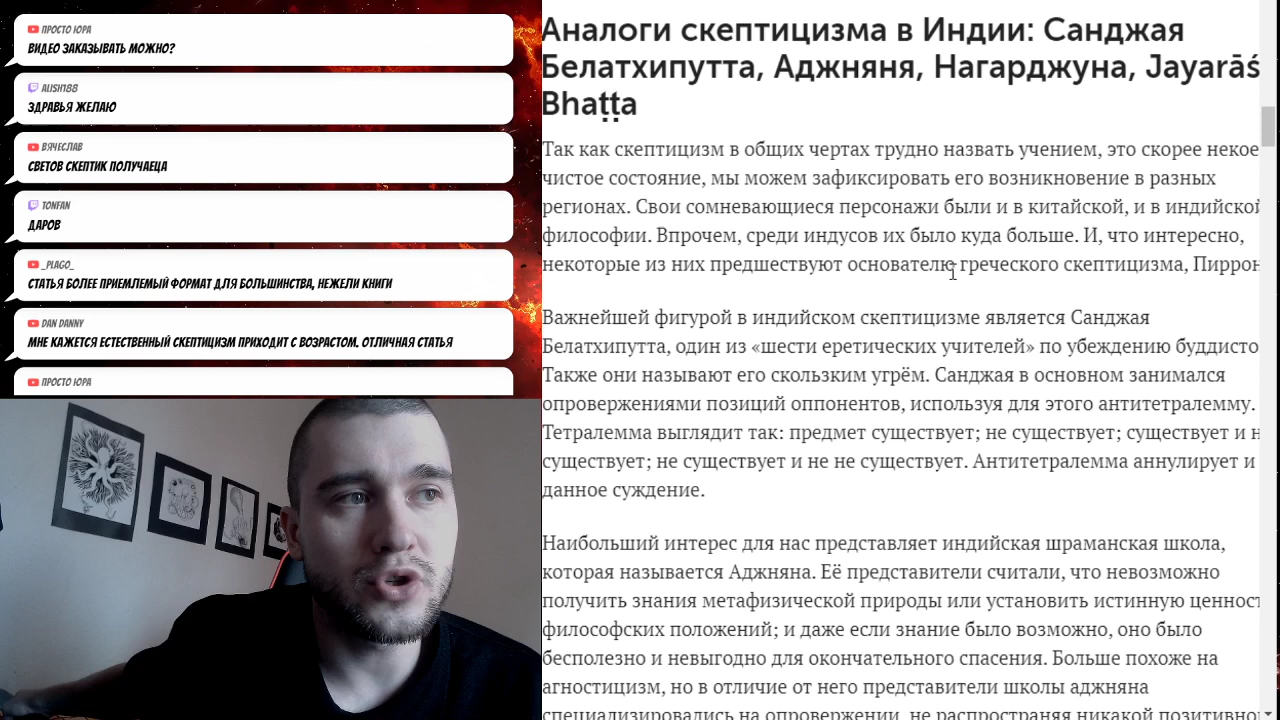 ПРОСТО ЮРА
ВИДЕО ЗАКАЗЫВАТЬ МОЖНО?
ALISH188
ЗДРАВЬЯ ЖЕЛАЮ
ВЯЧЕСЛАВ
СВЕТОВ СКЕПТИК ПОЛУЧАЕЦА
TONFAN
ДАРОВ
_PLAGO_
СТАТЬЯ БОЛЕЕ ПРИЕМЛЕМЫЙ ФОРМАТ ДЛЯ БОЛЬШИНСТВА, НЕЖЕЛИ КНИГИ
DAN DANNY
МНЕ КАЖЕТСЯ ЕСТЕСТВЕННЫЙ СКЕПТИЦИЗМ ПРИХОДИТ С ВОЗРАСТОМ. ОТЛИЧНАЯ СТАТЬЯ
ПРОСТО ЮРА
Аналоги скептицизма в Индии: Санджая
Белатхипутта, Аджняня, Нагарджуна, Jayarāś
Bhaṭṭa
Так как скептицизм в общих чертах трудно назвать учением, это скорее некое
чистое состояние, мы можем зафиксировать его возникновение в разных
регионах. Свои сомневающиеся персонажи были и в китайской, и в индийской
философии. Впрочем, среди индусов их было куда больше. И, что интересно,
некоторые из них предшествуют основателю греческого скептицизма, Пиррон
Важнейшей фигурой в индийском скептицизме является Санджая
Белатхипутта, один из «шести еретических учителей» по убеждению буддисто
Также они называют его скользким угрём. Санджая в основном занимался
опровержениями позиций оппонентов, используя для этого антитетралемму.
Тетралемма выглядит так: предмет существует; не существует; существует и н
существует; не существует и не не существует. Антитетралемма аннулирует и
данное суждение.
Наибольший интерес для нас представляет индийская шраманская школа,
которая называется Аджняна. Её представители считали, что невозможно
получить знания метафизической природы или установить истинную ценност
философских положений; и даже если знание было возможно, оно было
бесполезно и невыгодно для окончательного спасения. Больше похоже на
агностицизм, но в отличие от него представители школы аджняна
специализировались на опровержении, не распространяя никакой позитивной